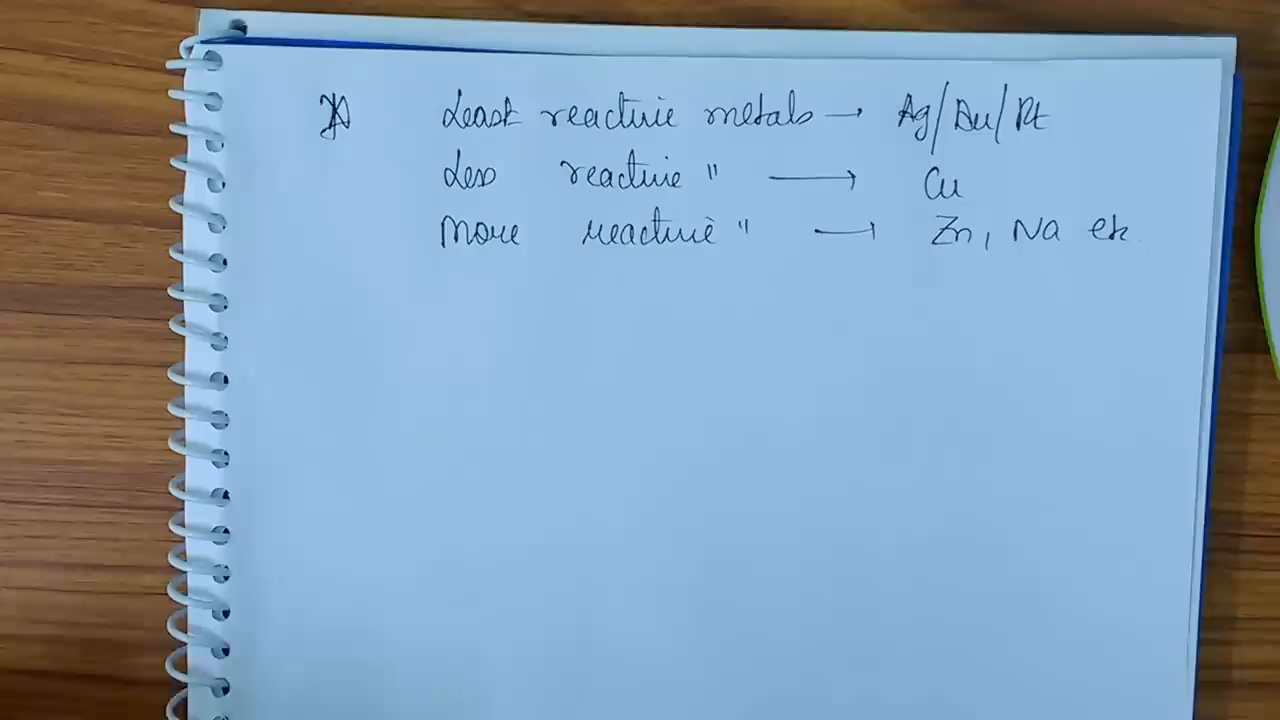 Least reactive metals → Ag/Au/Pt
Less reactive " → Cu
More reactive " → Zn, Na etc.